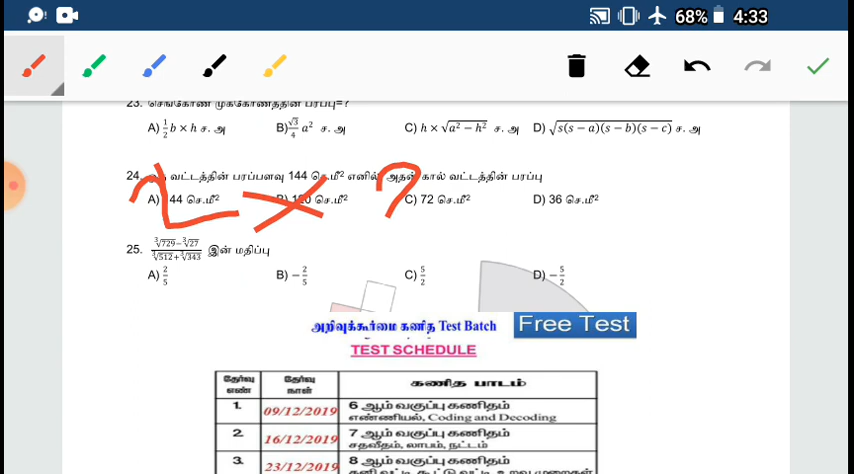 68% 4:33
23. செங்கோண முக்கோணத்தின் பரப்பு=?
A) 1/2 b × h ச. அ B) √3/4 a² ச. அ C) h × √(a² − h²) ச. அ D) √(s(s − a)(s − b)(s − c)) ச. அ
24. வட்டத்தின் பரப்பளவு 144 செ.மீ² எனில் அதன் கால் வட்டத்தின் பரப்பு
A) 44 செ.மீ² B) செ.மீ² C) 72 செ.மீ² D) 36 செ.மீ²
2 × ?
25. (∛729−∛27)/(∛512+∛343) இன் மதிப்பு
A) 2/5 B) −2/5 C) 5/2 D) −5/2
அறிவுக்கூர்மை கணித Test Batch Free Test
TEST SCHEDULE
தேர்வு எண் தேர்வு நாள் கணித பாடம்
1. 09/12/2019 6 ஆம் வகுப்பு கணிதம்
எண்ணியல், Coding and Decoding
2. 16/12/2019 7 ஆம் வகுப்பு கணிதம்
சதவீதம், லாபம், நட்டம்
3. 23/12/2019 8 ஆம் வகுப்பு கணிதம்